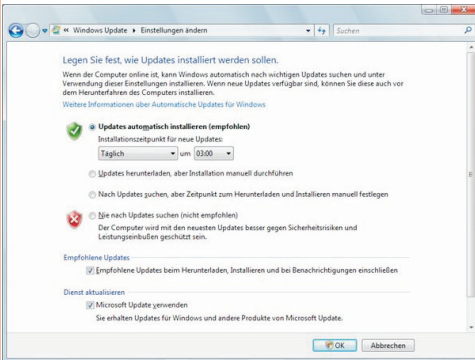 « Windows Update ▸ Einstellungen ändern
Suchen
Legen Sie fest, wie Updates installiert werden sollen.
Wenn der Computer online ist, kann Windows automatisch nach wichtigen Updates suchen und unter
Verwendung dieser Einstellungen installieren. Wenn neue Updates verfügbar sind, können Sie diese auch vor
dem Herunterfahren des Computers installieren.
Weitere Informationen über Automatische Updates für Windows
Updates automatisch installieren (empfohlen)
Installationszeitpunkt für neue Updates:
Täglich um 03:00
Updates herunterladen, aber Installation manuell durchführen
Nach Updates suchen, aber Zeitpunkt zum Herunterladen und Installieren manuell festlegen
Nie nach Updates suchen (nicht empfohlen)
Der Computer wird mit den neuesten Updates besser gegen Sicherheitsrisiken und
Leistungseinbußen geschützt sein.
Empfohlene Updates
Empfohlene Updates beim Herunterladen, Installieren und bei Benachrichtigungen einschließen
Dienst aktualisieren
Microsoft Update verwenden
Sie erhalten Updates für Windows und andere Produkte von Microsoft Update.
OK Abbrechen